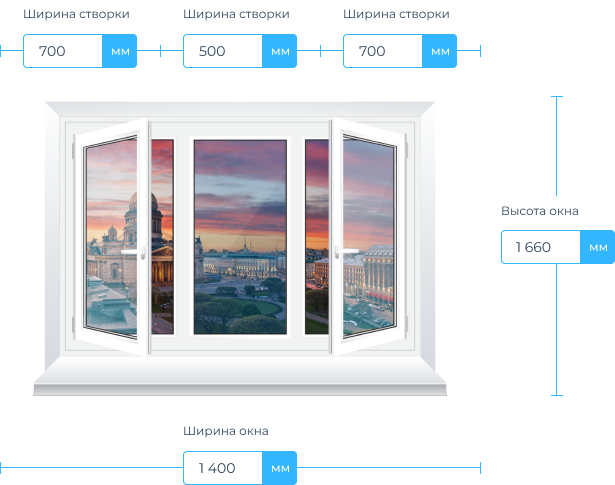 Ширина створки Ширина створки Ширина створки
700 мм 500 мм 700 мм
Высота окна
1 660 мм
Ширина окна
1 400 мм